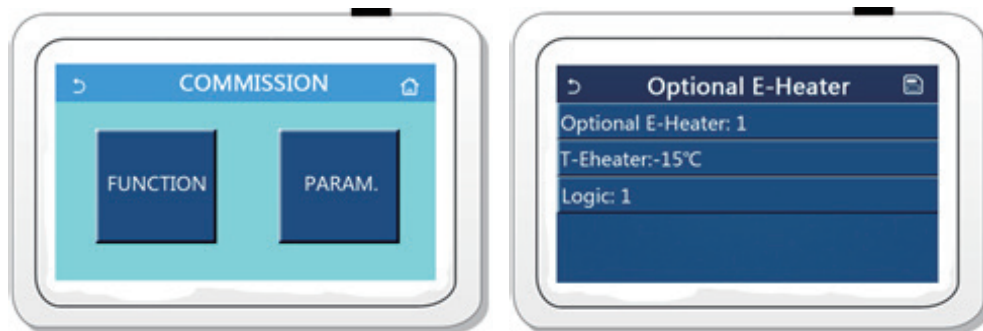 COMMISSION
FUNCTION
PARAM.
Optional E-Heater
Optional E-Heater: 1
T-Eheater:-15℃
Logic: 1